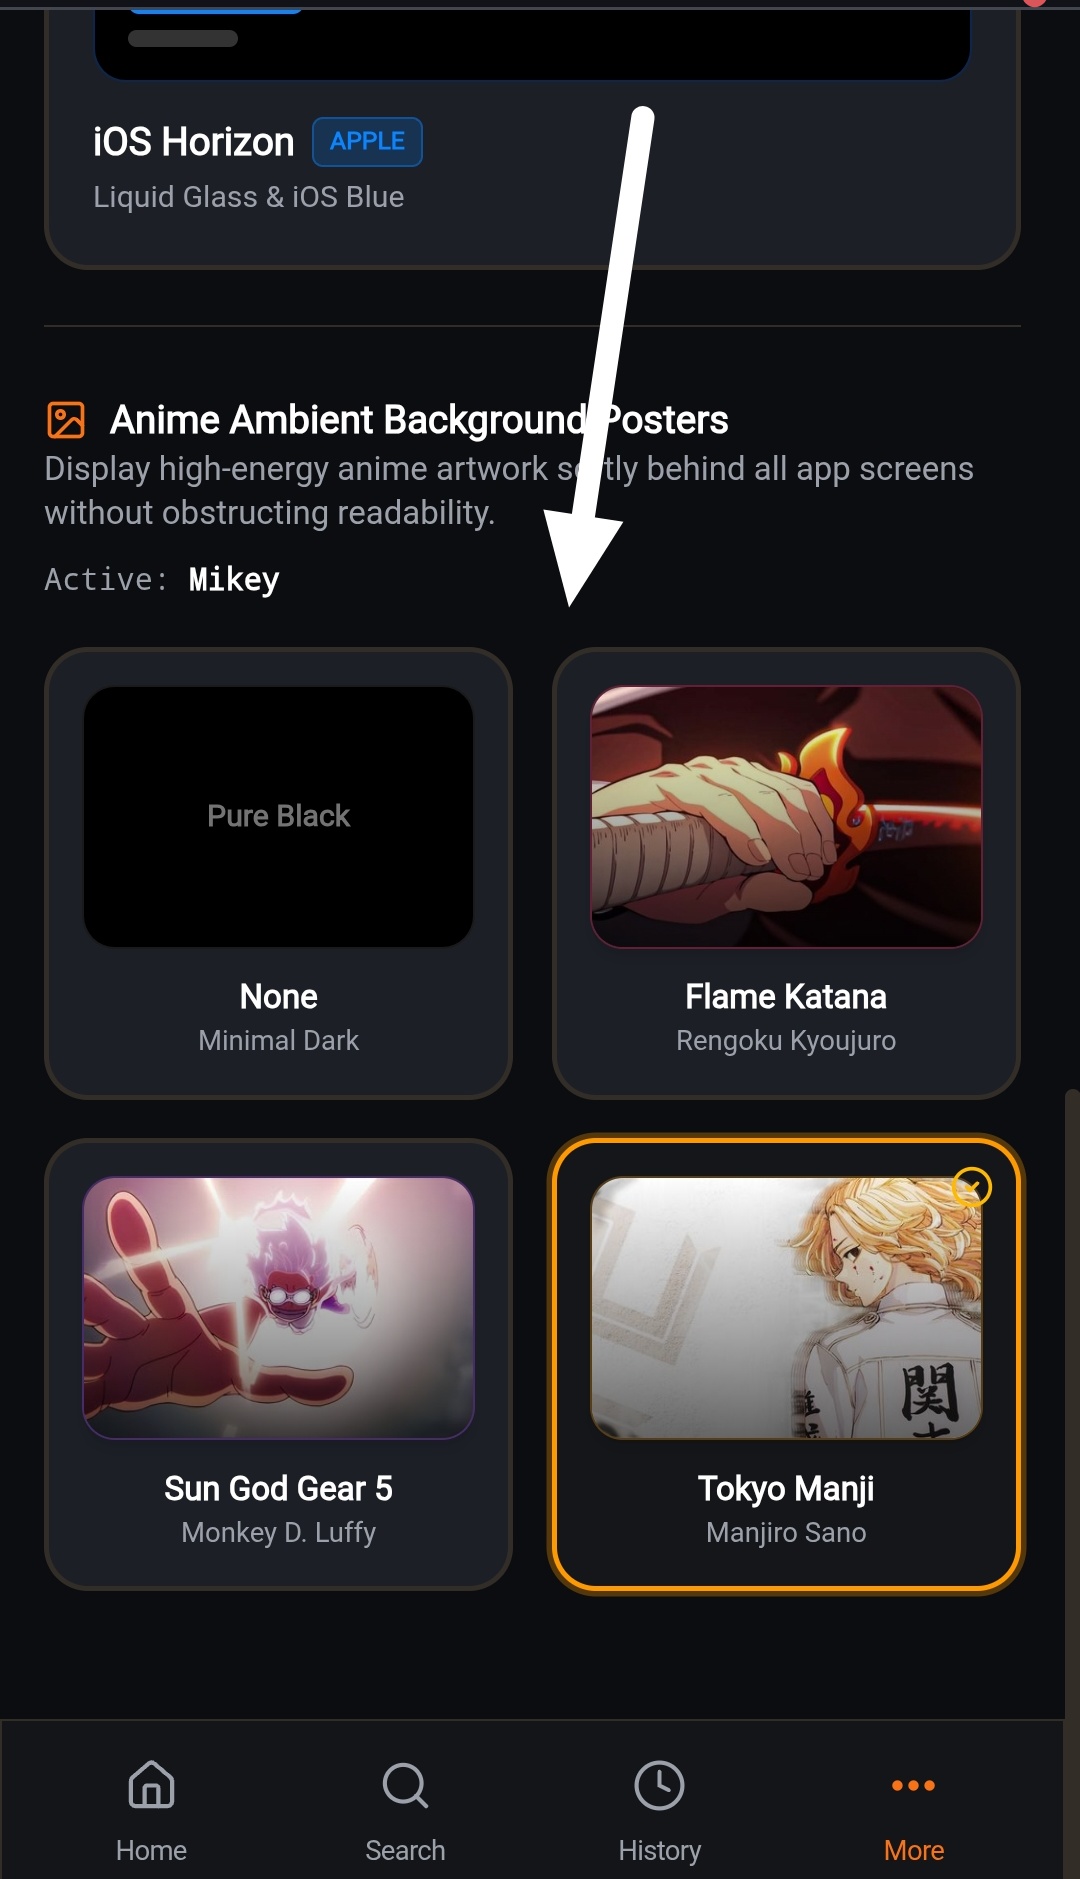 iOS Horizon APPLE
Liquid Glass & iOS Blue
Anime Ambient Background Posters
Display high-energy anime artwork softly behind all app screens
without obstructing readability.
Active: Mikey
Pure Black
None
Minimal Dark
Flame Katana
Rengoku Kyoujuro
関
Sun God Gear 5
Monkey D. Luffy
Tokyo Manji
Manjiro Sano
Home
Search
History
More